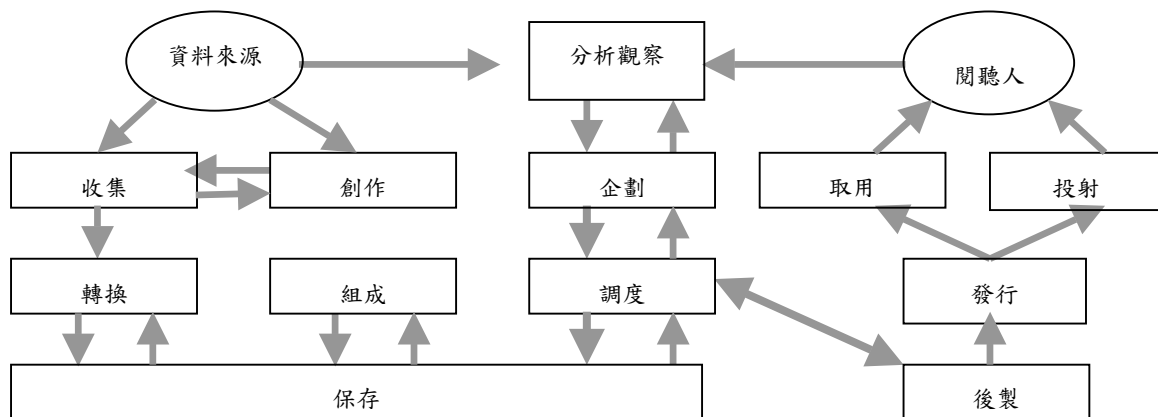 資料來源
分析觀察
閱聽人
收集
創作
企劃
取用
投射
轉換
組成
調度
發行
保存
後製